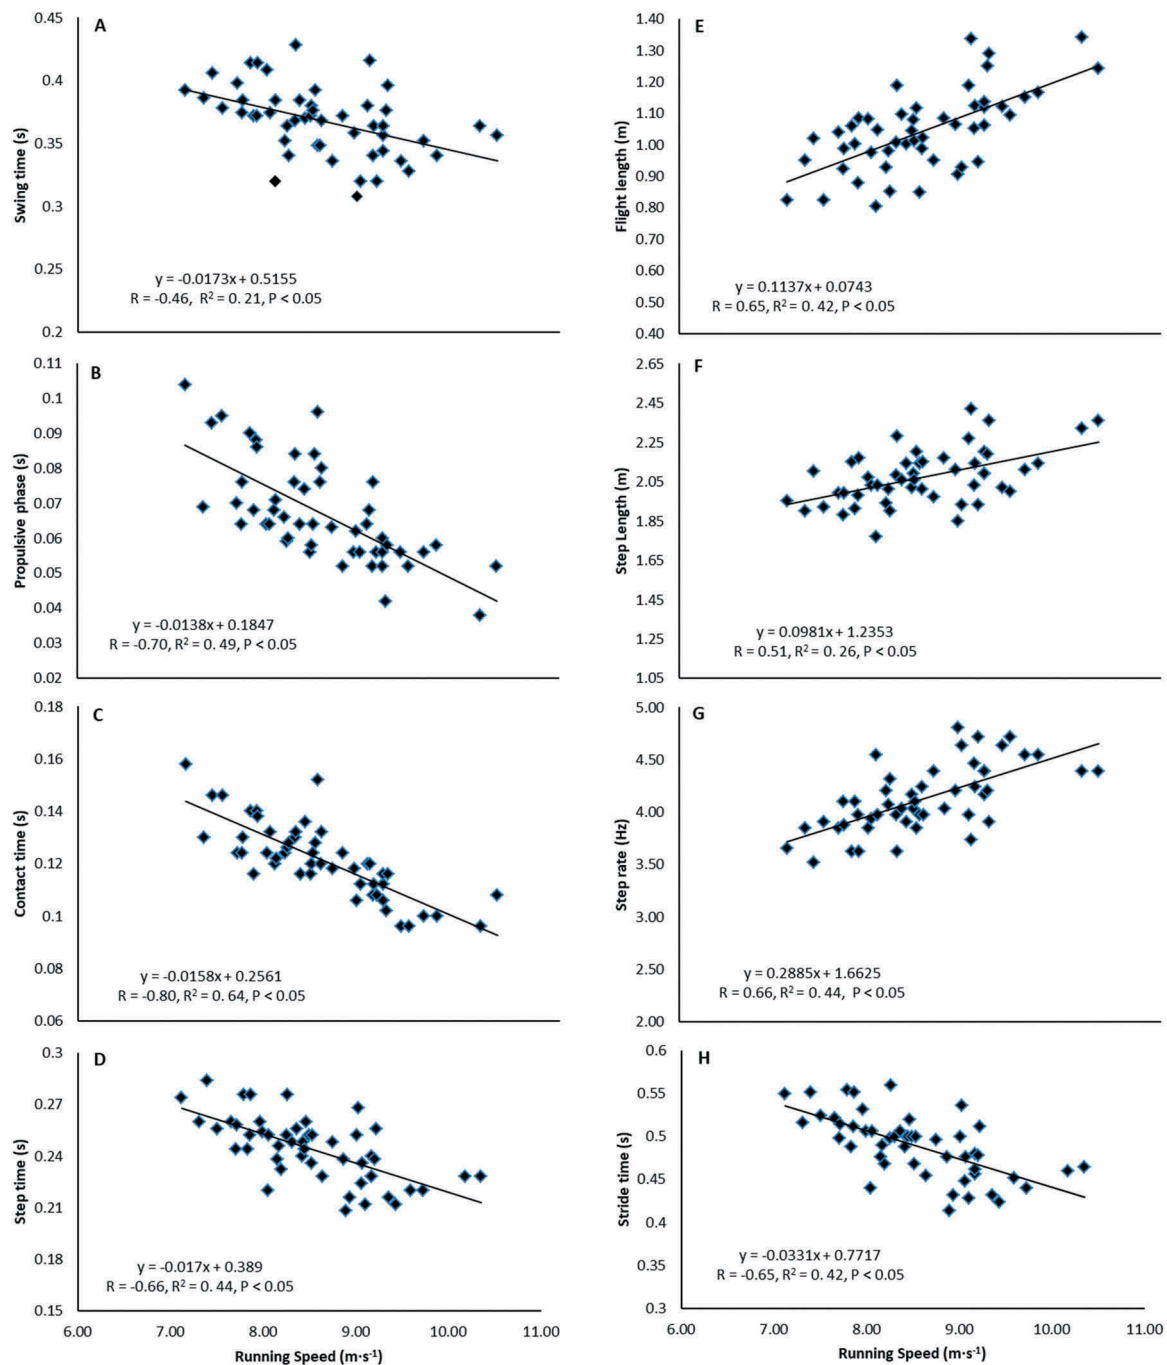 A
0.45
0.4
0.35
0.3
0.25
0.2
Swing time (s)
y = -0.0173x + 0.5155
R = -0.46, R² = 0. 21, P < 0.05
E
1.40
1.30
1.20
1.10
1.00
0.90
0.80
0.70
0.60
0.50
0.40
Flight length (m)
y = 0.1137x + 0.0743
R = 0.65, R² = 0. 42, P < 0.05
B
0.11
0.1
0.09
0.08
0.07
0.06
0.05
0.04
0.03
0.02
Propulsive phase (s)
y = -0.0138x + 0.1847
R = -0.70, R² = 0. 49, P < 0.05
F
2.65
2.45
2.25
2.05
1.85
1.65
1.45
1.25
1.05
Step Length (m)
y = 0.0981x + 1.2353
R = 0.51, R² = 0. 26, P < 0.05
C
0.18
0.16
0.14
0.12
0.1
0.08
0.06
Contact time (s)
y = -0.0158x + 0.2561
R = -0.80, R² = 0. 64, P < 0.05
G
5.00
4.50
4.00
3.50
3.00
2.50
2.00
Step rate (Hz)
y = 0.2885x + 1.6625
R = 0.66, R² = 0. 44, P < 0.05
D
0.3
0.27
0.24
0.21
0.18
0.15
Step time (s)
y = -0.017x + 0.389
R = -0.66, R² = 0. 44, P < 0.05
6.00 7.00 8.00 9.00 10.00 11.00
Running Speed (m·s⁻¹)
H
0.6
0.55
0.5
0.45
0.4
0.35
0.3
Stride time (s)
y = -0.0331x + 0.7717
R = -0.65, R² = 0. 42, P < 0.05
6.00 7.00 8.00 9.00 10.00 11.00
Running Speed (m·s⁻¹)